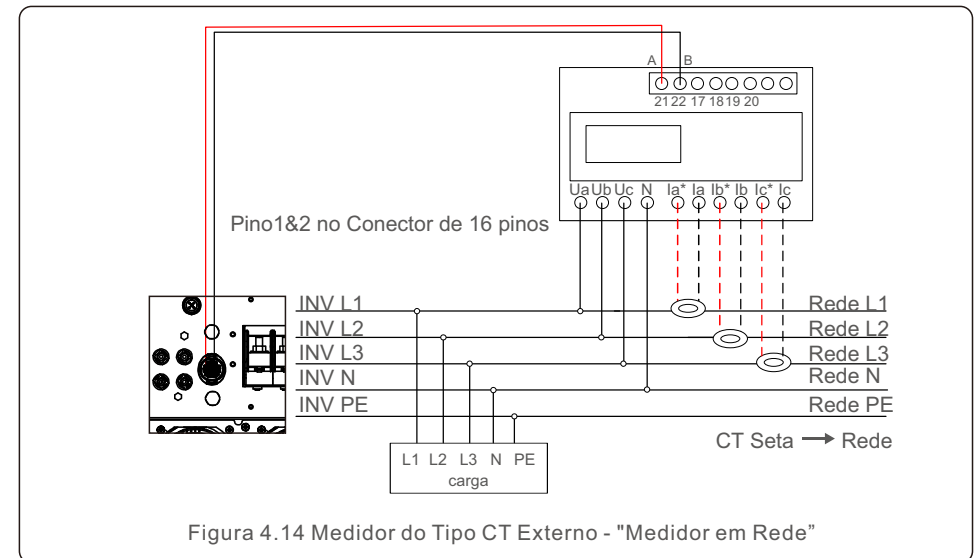 A B
21 22 17 18 19 20
Ua Ub Uc N Ia* Ia Ib* Ib Ic* Ic
Pino1&2 no Conector de 16 pinos
INV L1 Rede L1
INV L2 Rede L2
INV L3 Rede L3
INV N Rede N
INV PE Rede PE
CT Seta → Rede
L1 L2 L3 N PE
carga
Figura 4.14 Medidor do Tipo CT Externo - "Medidor em Rede”